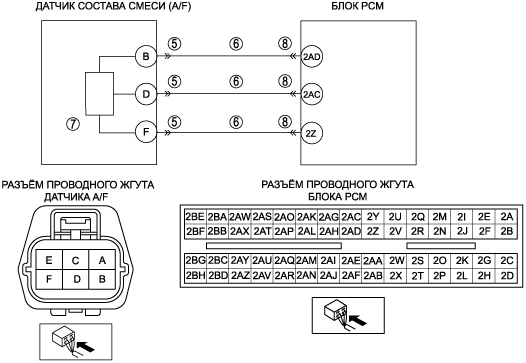 ДАТЧИК СОСТАВА СМЕСИ (A/F) БЛОК PCM
B 5 6 8 2AD
D 5 6 8 2AC
7
F 5 6 8 2Z
РАЗЪЁМ ПРОВОДНОГО ЖГУТА
ДАТЧИКА A/F
РАЗЪЁМ ПРОВОДНОГО ЖГУТА
БЛОКА PCM
E C A
F D B
2BE 2BA 2AW 2AS 2AO 2AK 2AG 2AC 2Y 2U 2Q 2M 2I 2E 2A
2BF 2BB 2AX 2AT 2AP 2AL 2AH 2AD 2Z 2V 2R 2N 2J 2F 2B
2BG 2BC 2AY 2AU 2AQ 2AM 2AI 2AE 2AA 2W 2S 2O 2K 2G 2C
2BH 2BD 2AZ 2AV 2AR 2AN 2AJ 2AF 2AB 2X 2T 2P 2L 2H 2D